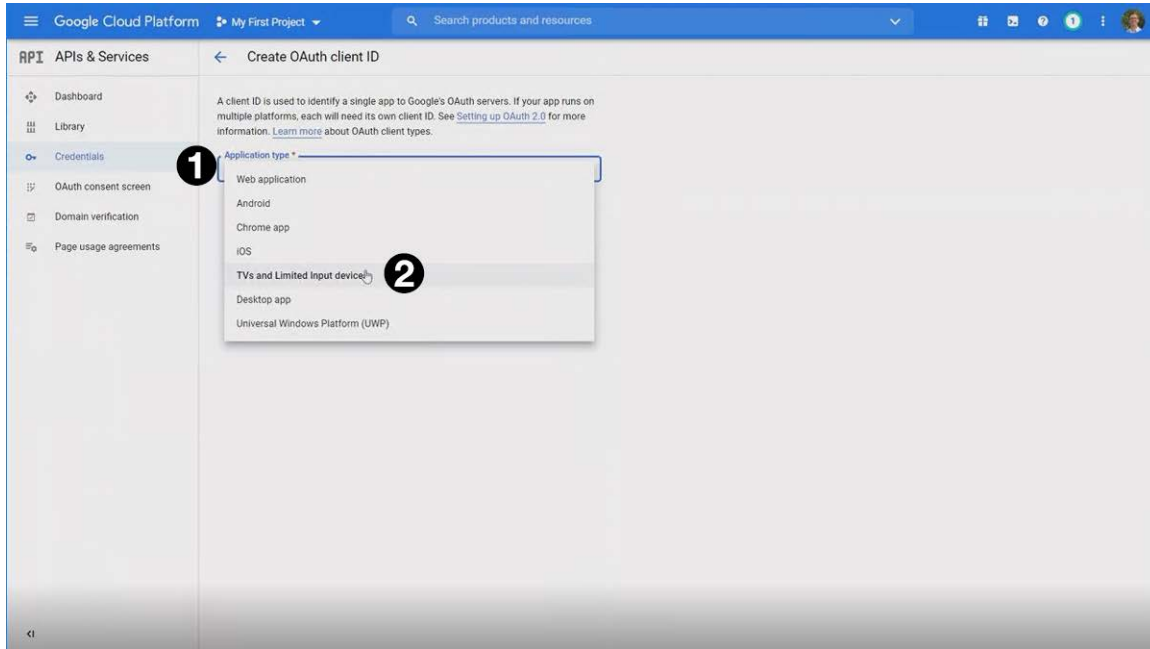 Google Cloud Platform My First Project Search products and resources 1
API APIs & Services Create OAuth client ID
Dashboard
Library
Credentials
OAuth consent screen
Domain verification
Page usage agreements
A client ID is used to identify a single app to Google's OAuth servers. If your app runs on
multiple platforms, each will need its own client ID. See Setting up OAuth 2.0 for more
information. Learn more about OAuth client types.
1 Application type *
Web application
Android
Chrome app
iOS
TVs and Limited Input devices 2
Desktop app
Universal Windows Platform (UWP)